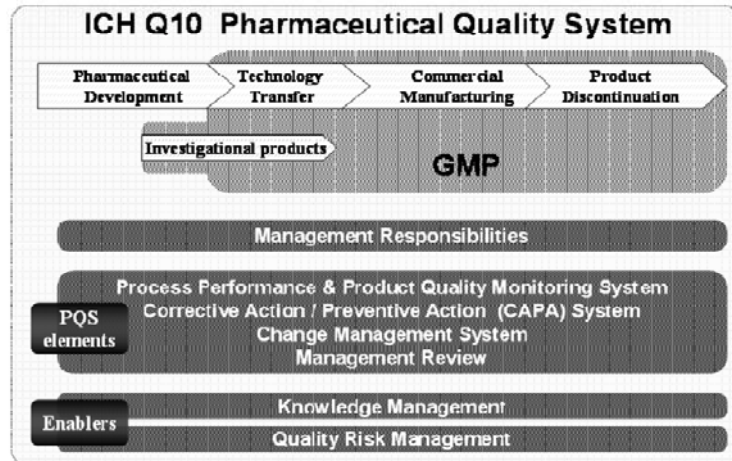 ICH Q10 Pharmaceutical Quality System
Pharmaceutical
Development
Technology
Transfer
Commercial
Manufacturing
Product
Discontinuation
Investigational products
GMP
Management Responsibilities
PQS
elements
Process Performance & Product Quality Monitoring System
Corrective Action / Preventive Action (CAPA) System
Change Management System
Management Review
Enablers
Knowledge Management
Quality Risk Management